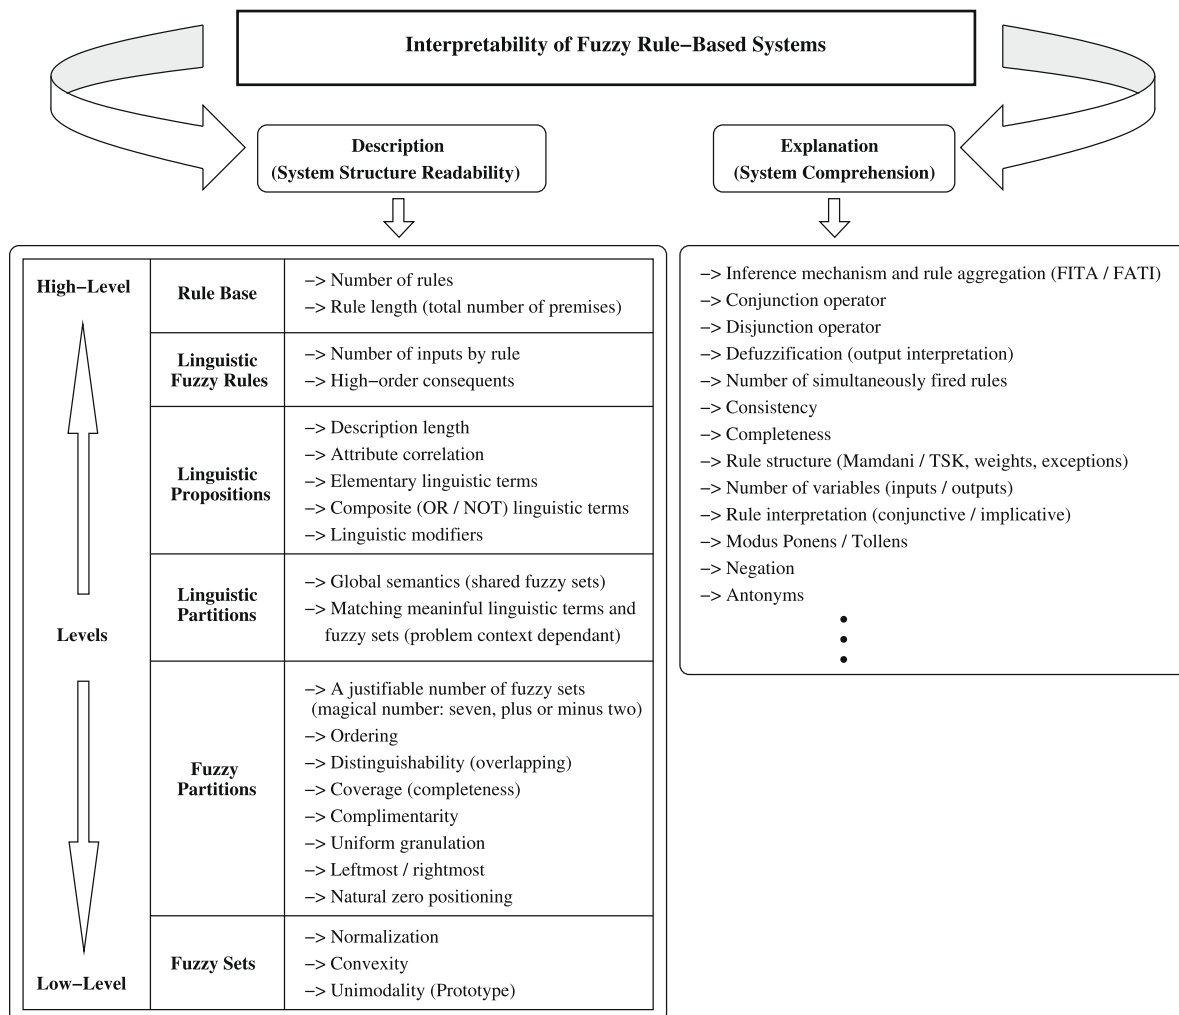 Interpretability of Fuzzy Rule−Based Systems
Description
(System Structure Readability)
Explanation
(System Comprehension)
High−Level
Levels
Low−Level
Rule Base
−> Number of rules
−> Rule length (total number of premises)
Linguistic
Fuzzy Rules
−> Number of inputs by rule
−> High−order consequents
Linguistic
Propositions
−> Description length
−> Attribute correlation
−> Elementary linguistic terms
−> Composite (OR / NOT) linguistic terms
−> Linguistic modifiers
Linguistic
Partitions
−> Global semantics (shared fuzzy sets)
−> Matching meaninful linguistic terms and
fuzzy sets (problem context dependant)
Fuzzy
Partitions
−> A justifiable number of fuzzy sets
(magical number: seven, plus or minus two)
−> Ordering
−> Distinguishability (overlapping)
−> Coverage (completeness)
−> Complimentarity
−> Uniform granulation
−> Leftmost / rightmost
−> Natural zero positioning
Fuzzy Sets
−> Normalization
−> Convexity
−> Unimodality (Prototype)
−> Inference mechanism and rule aggregation (FITA / FATI)
−> Conjunction operator
−> Disjunction operator
−> Defuzzification (output interpretation)
−> Number of simultaneously fired rules
−> Consistency
−> Completeness
−> Rule structure (Mamdani / TSK, weights, exceptions)
−> Number of variables (inputs / outputs)
−> Rule interpretation (conjunctive / implicative)
−> Modus Ponens / Tollens
−> Negation
−> Antonyms